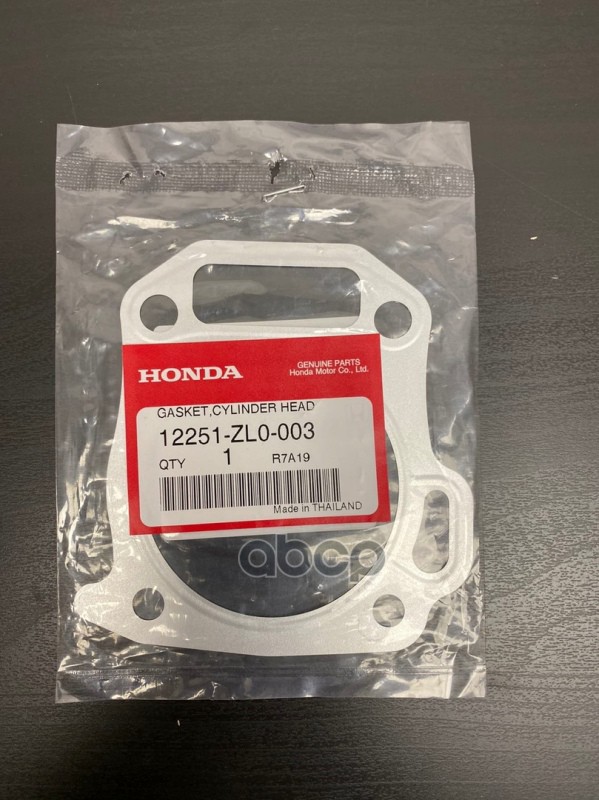 HONDA
GENUINE PARTS
Honda Motor Co., Ltd.
GASKET,CYLINDER HEAD
12251-ZL0-003
QTY 1 R7A19
Made in THAILAND
abcp